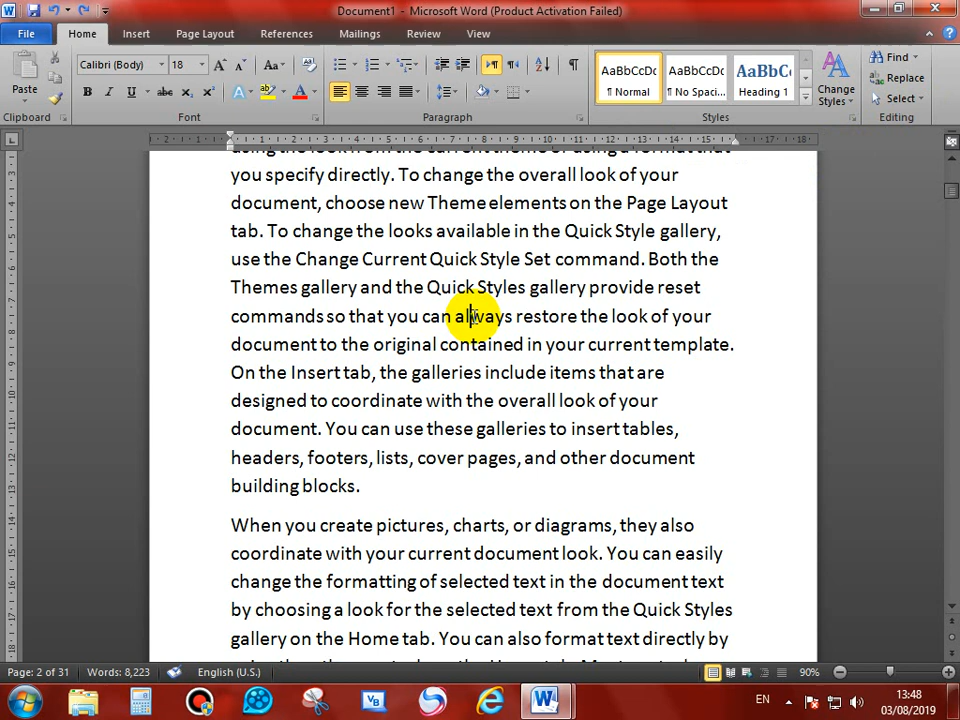 Document1 - Microsoft Word (Product Activation Failed)
File Home Insert Page Layout References Mailings Review View
Calibri (Body) 18
Paste
AaBbCcDc AaBbCcDc AaBbC
¶ Normal ¶ No Spaci... Heading 1
Change Styles
Find
Replace
Select
Clipboard Font Paragraph Styles Editing
you specify directly. To change the overall look of your
document, choose new Theme elements on the Page Layout
tab. To change the looks available in the Quick Style gallery,
use the Change Current Quick Style Set command. Both the
Themes gallery and the Quick Styles gallery provide reset
commands so that you can always restore the look of your
document to the original contained in your current template.
On the Insert tab, the galleries include items that are
designed to coordinate with the overall look of your
document. You can use these galleries to insert tables,
headers, footers, lists, cover pages, and other document
building blocks.
When you create pictures, charts, or diagrams, they also
coordinate with your current document look. You can easily
change the formatting of selected text in the document text
by choosing a look for the selected text from the Quick Styles
gallery on the Home tab. You can also format text directly by
Page: 2 of 31 Words: 8,223 English (U.S.) 90%
EN 13:48
03/08/2019